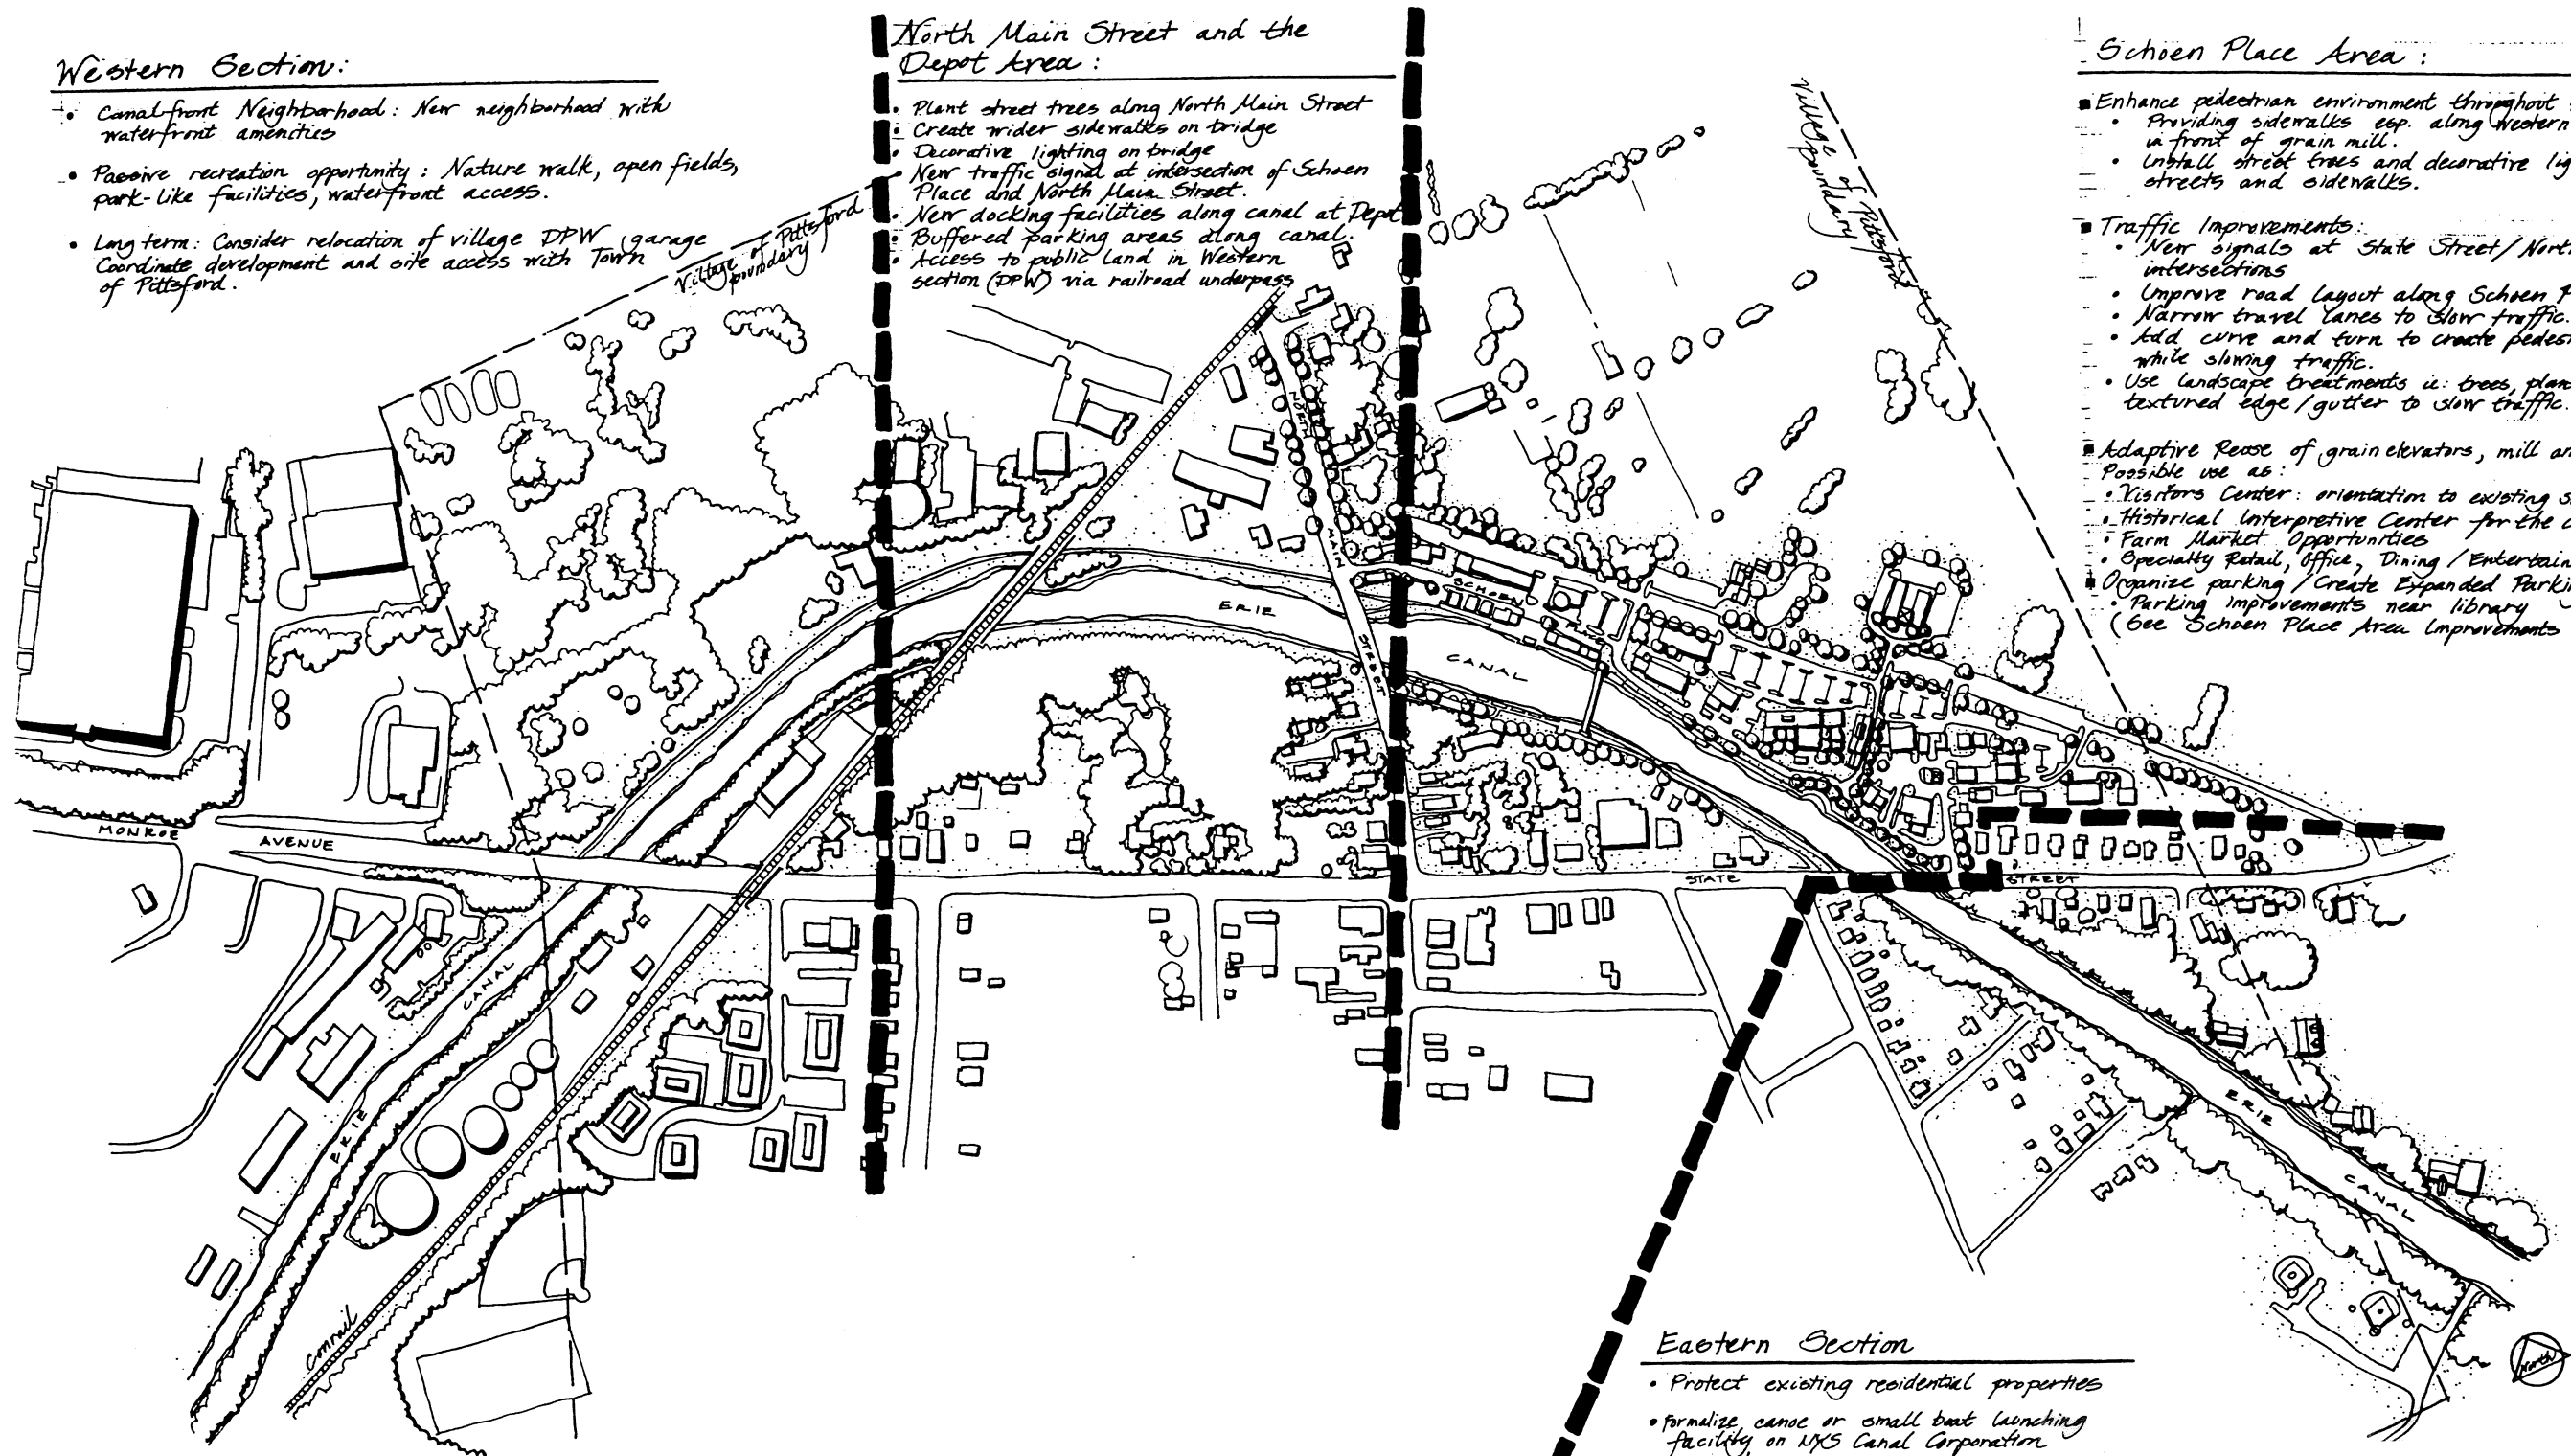 Western Section:
• Canal-front Neighborhood: New neighborhood with
waterfront amenities
• Passive recreation opportunity: Nature walk, open fields,
park-like facilities, waterfront access.
• Long term: Consider relocation of village DPW garage
Coordinate development and site access with Town
of Pittsford.
North Main Street and the
Depot Area:
• Plant street trees along North Main Street
• Create wider sidewalks on bridge
• Decorative lighting on bridge
• New traffic signal at intersection of Schoen
Place and North Main Street.
• New docking facilities along canal at Depot
• Buffered parking areas along canal.
• Access to public land in Western
section (DPW) via railroad underpass
Schoen Place Area:
■ Enhance pedestrian environment throughout
• Providing sidewalks esp. along western
in front of grain mill.
• Install street trees and decorative lig
streets and sidewalks.
■ Traffic Improvements:
• New signals at State Street/Nort
intersections
• Improve road layout along Schoen P
• Narrow travel lanes to slow traffic.
• Add curve and turn to create pedes
while slowing traffic.
• Use landscape treatments ie: trees, plan
textured edge/gutter to slow traffic.
■ Adaptive Reuse of grain elevators, mill an
Possible use as:
• Visitors Center: orientation to existing s
• Historical Interpretive Center for the c
• Farm Market Opportunities
• Specialty Retail, Office, Dining/Entertain
■ Organize parking/Create Expanded Parkin
• Parking improvements near library
(See Schoen Place Area Improvements
Village of Pittsford
boundary
Village of Pittsford
boundary
NORTH
MAIN
STREET
SCHOEN
PLACE
ERIE
CANAL
MONROE
AVENUE
STATE
STREET
CANAL
ERIE
Conrail
ERIE
CANAL
Eastern Section
• Protect existing residential properties
• Formalize canoe or small boat launching
facility on NYS Canal Corporation
North